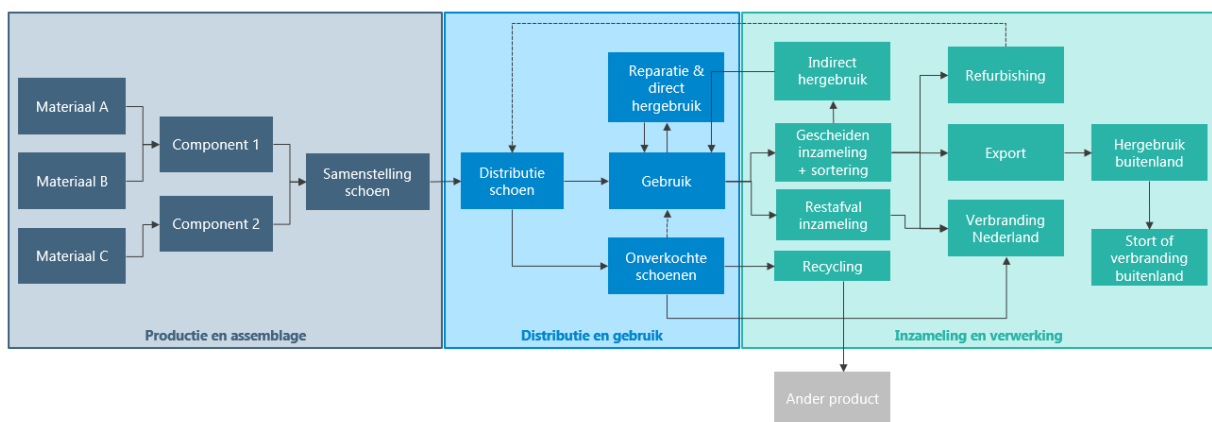 Materiaal A
Materiaal B
Materiaal C
Component 1
Component 2
Samenstelling
schoen
Productie en assemblage
Reparatie &
direct
hergebruik
Distributie
schoen
Gebruik
Onverkochte
schoenen
Distributie en gebruik
Indirect
hergebruik
Gescheiden
inzameling
+ sortering
Restafval
inzameling
Recycling
Refurbishing
Export
Verbranding
Nederland
Hergebruik
buitenland
Stort of
verbranding
buitenland
Inzameling en verwerking
Ander product